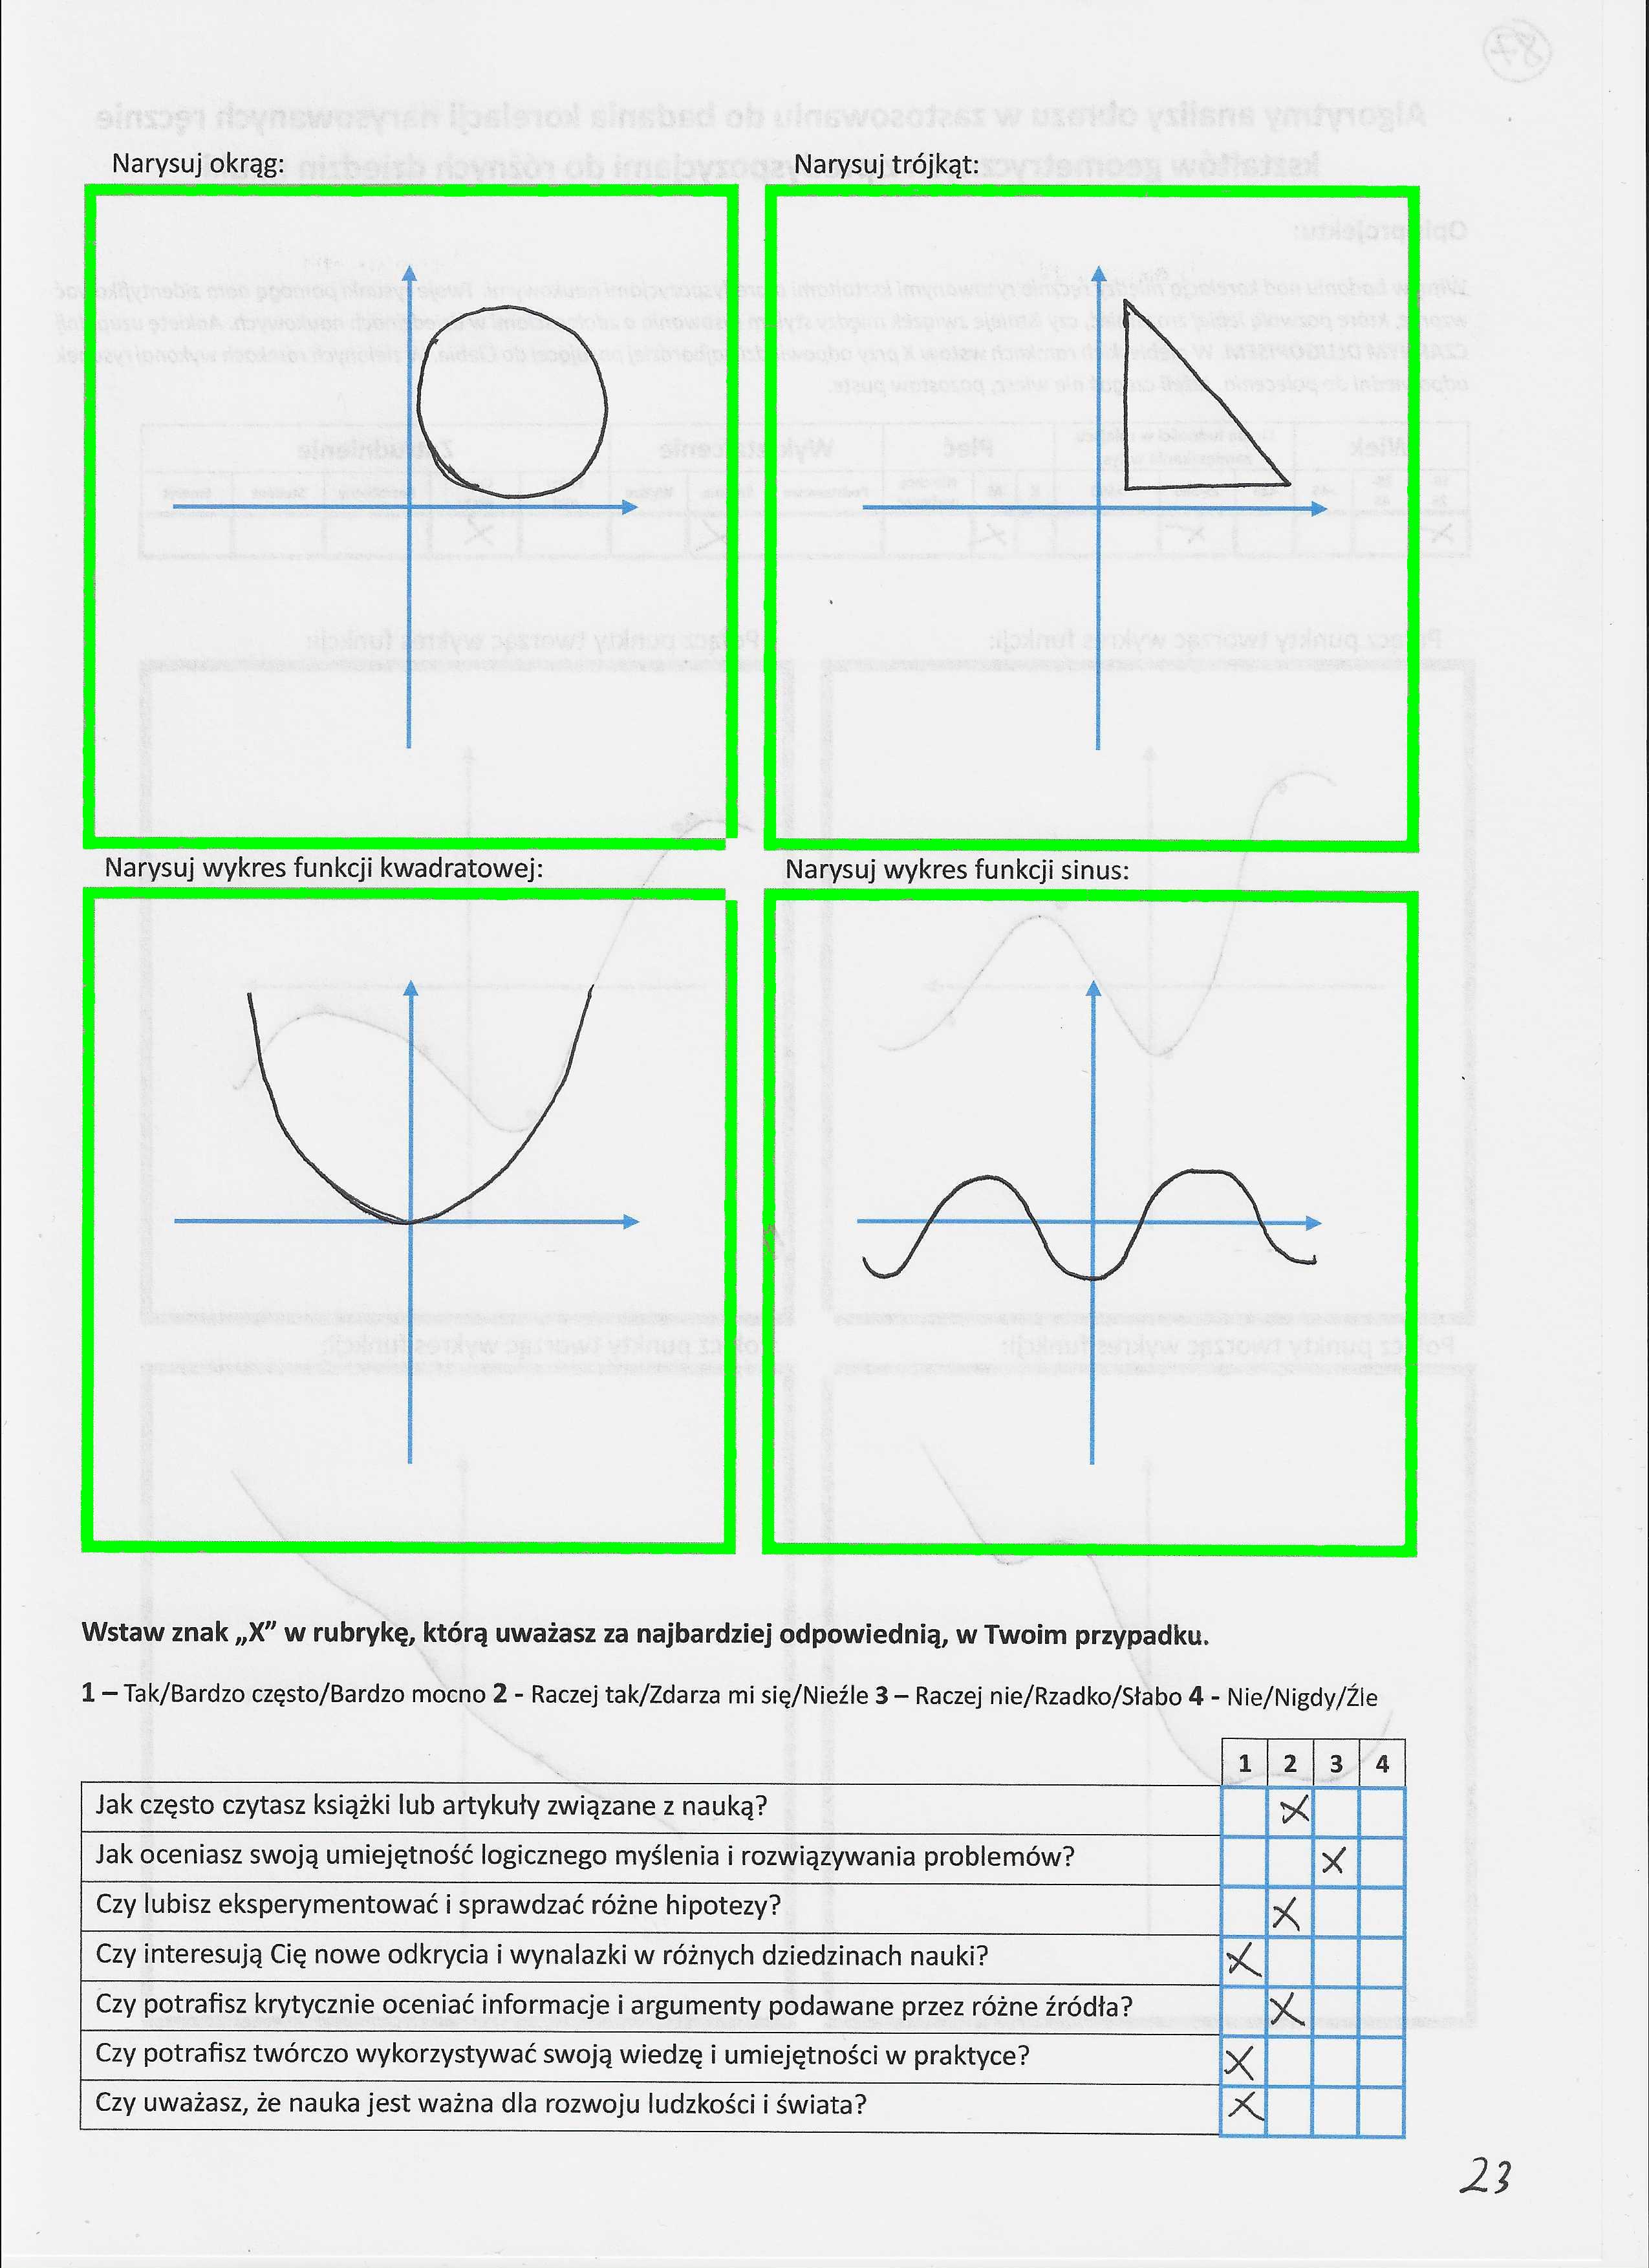 Narysuj okrąg:
Narysuj trójkąt:
Narysuj wykres funkcji kwadratowej:
Narysuj wykres funkcji sinus:
Wstaw znak „X” w rubrykę, którą uważasz za najbardziej odpowiednią, w Twoim przypadku.
1 – Tak/Bardzo często/Bardzo mocno 2 - Raczej tak/Zdarza mi się/Nieźle 3 – Raczej nie/Rzadko/Słabo 4 - Nie/Nigdy/Źle
1 2 3 4
Jak często czytasz książki lub artykuły związane z nauką? X
Jak oceniasz swoją umiejętność logicznego myślenia i rozwiązywania problemów? X
Czy lubisz eksperymentować i sprawdzać różne hipotezy? X
Czy interesują Cię nowe odkrycia i wynalazki w różnych dziedzinach nauki? X
Czy potrafisz krytycznie oceniać informacje i argumenty podawane przez różne źródła? X
Czy potrafisz twórczo wykorzystywać swoją wiedzę i umiejętności w praktyce? X
Czy uważasz, że nauka jest ważna dla rozwoju ludzkości i świata? X
23